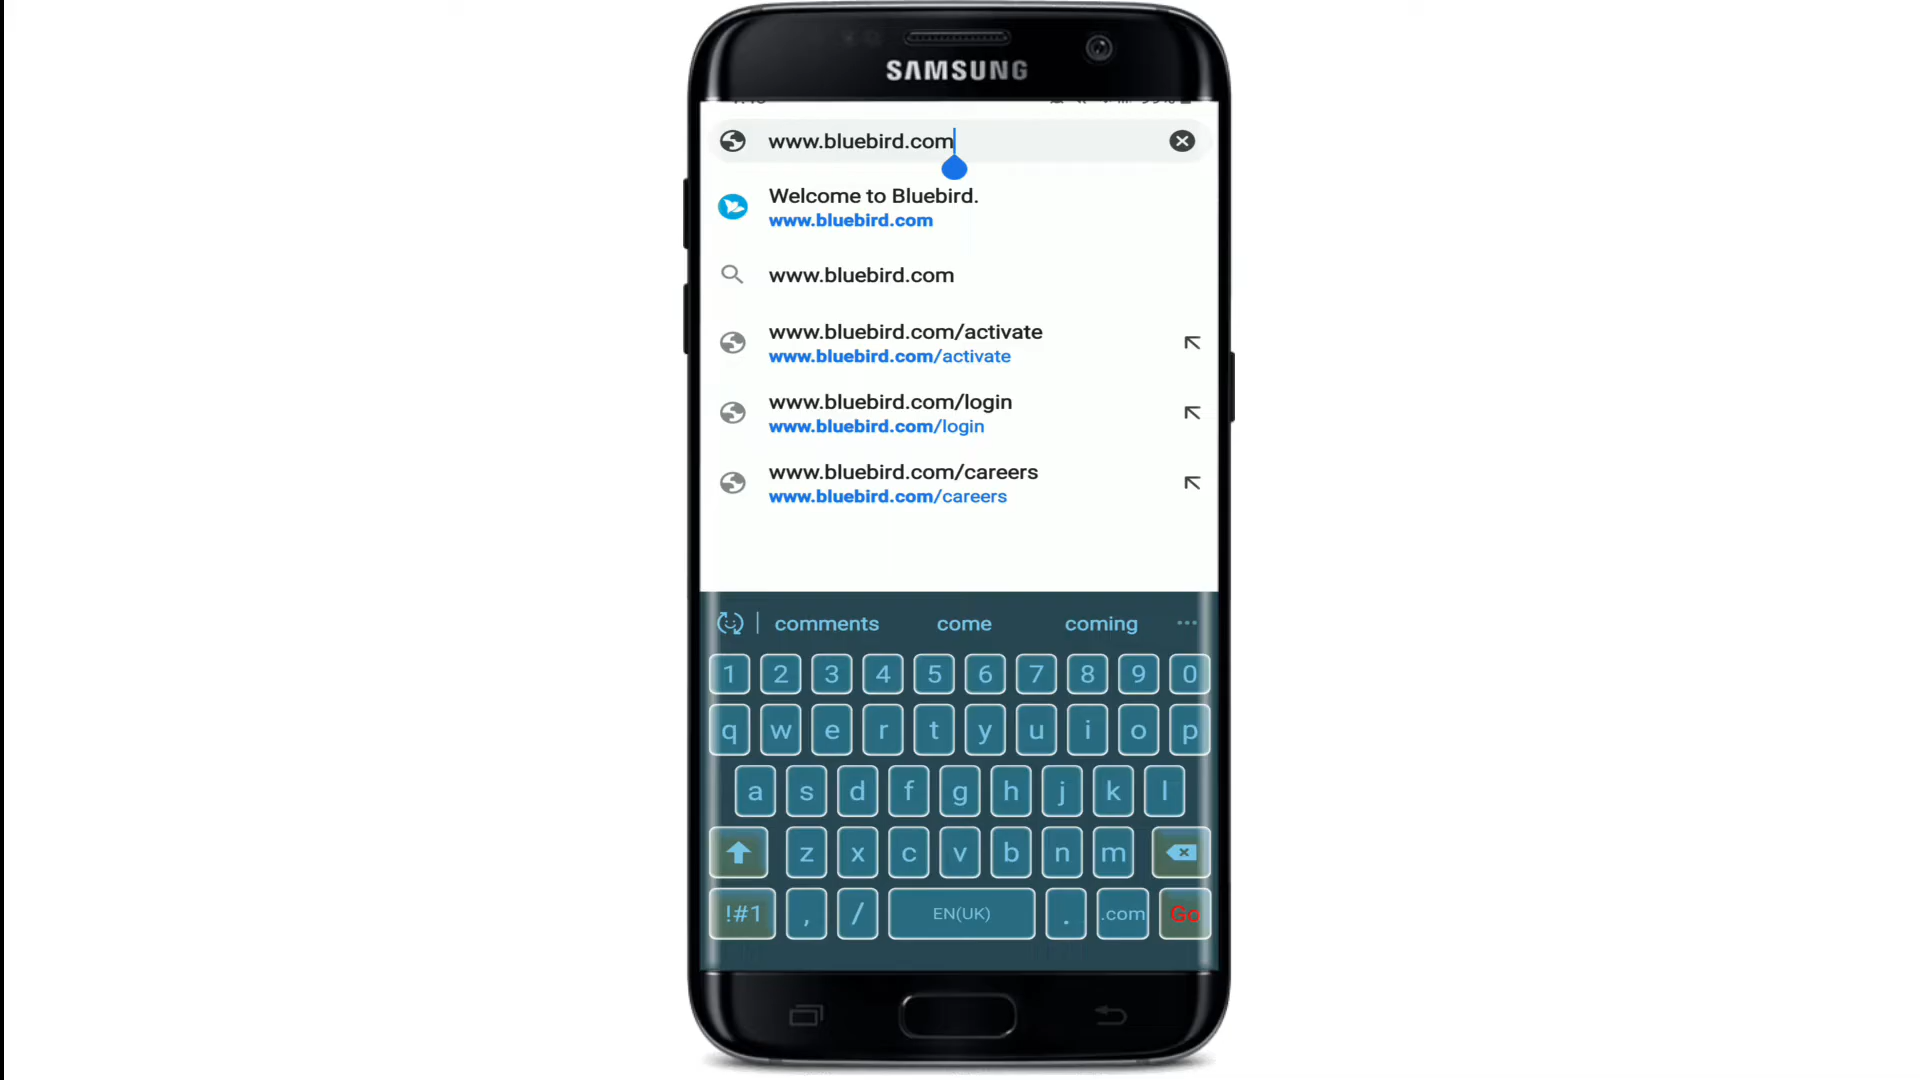 SAMSUNG
www.bluebird.com
Welcome to Bluebird.
www.bluebird.com
www.bluebird.com
www.bluebird.com/activate
www.bluebird.com/activate
www.bluebird.com/login
www.bluebird.com/login
www.bluebird.com/careers
www.bluebird.com/careers
comments come coming
1 2 3 4 5 6 7 8 9 0
q w e r t y u i o p
a s d f g h j k l
z x c v b n m
!#1 , / EN(UK) . .com Go